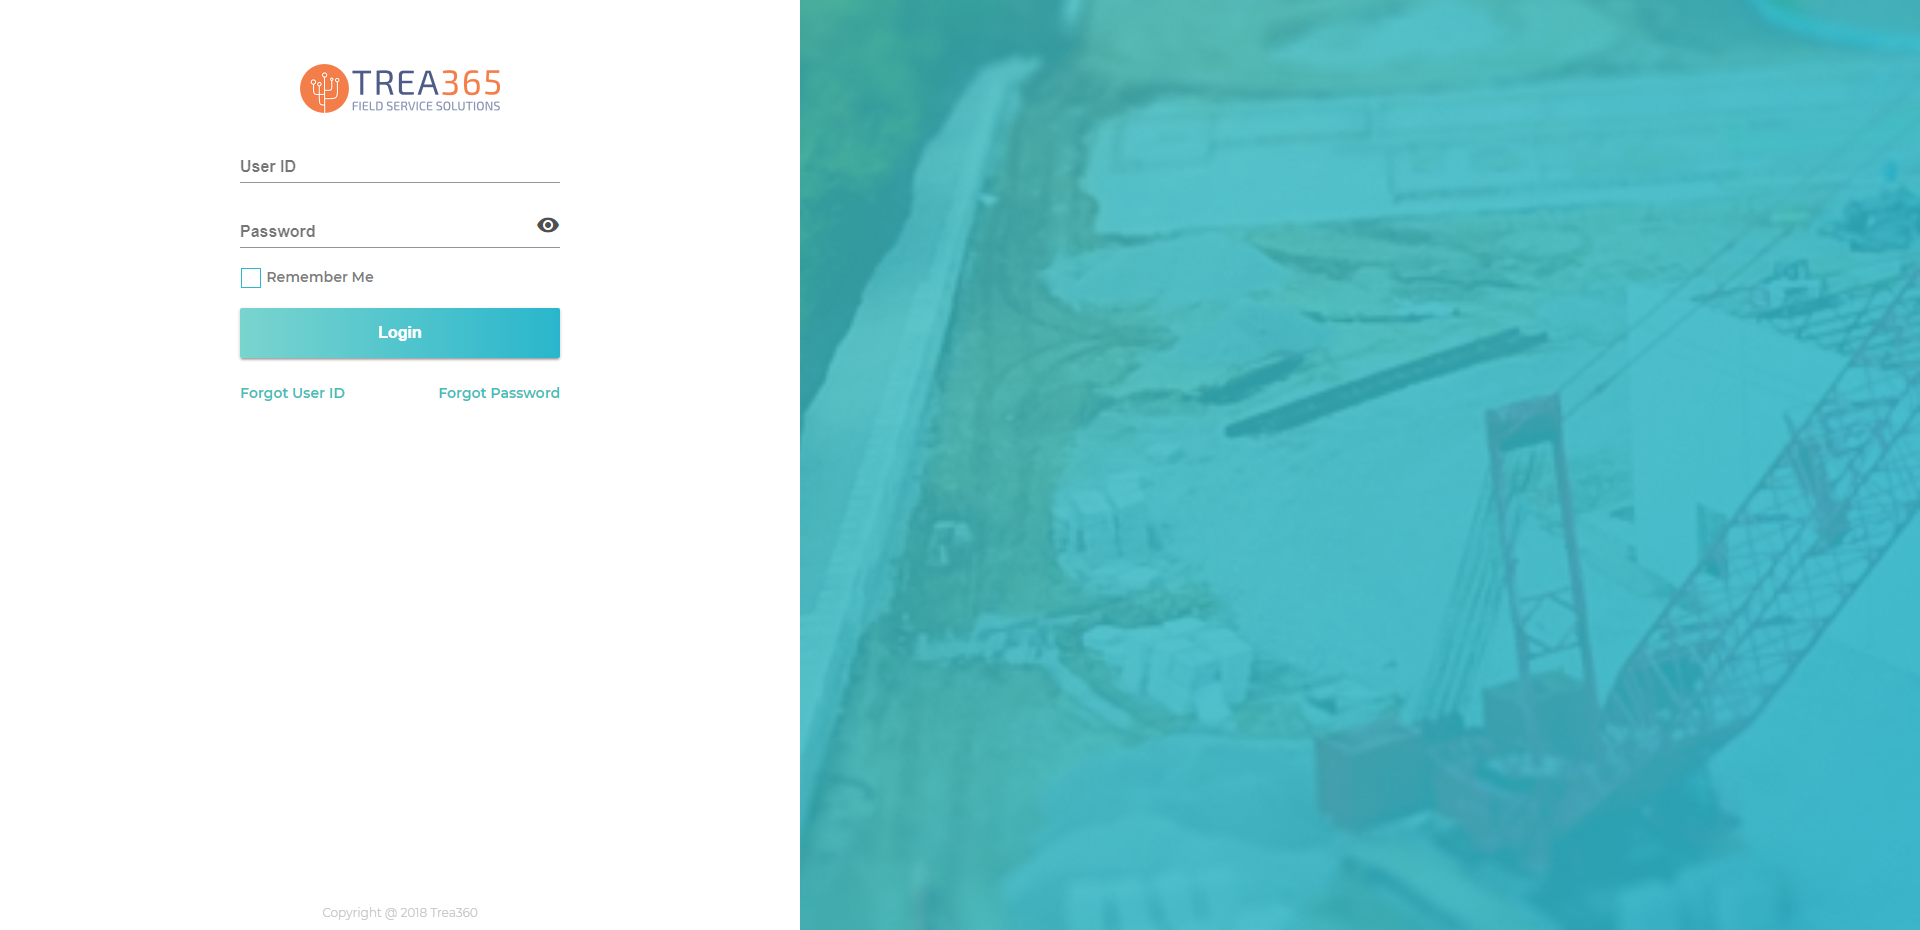 TREA365
FIELD SERVICE SOLUTIONS
User ID
Password
Remember Me
Login
Forgot User ID
Forgot Password
Copyright @ 2018 Trea360